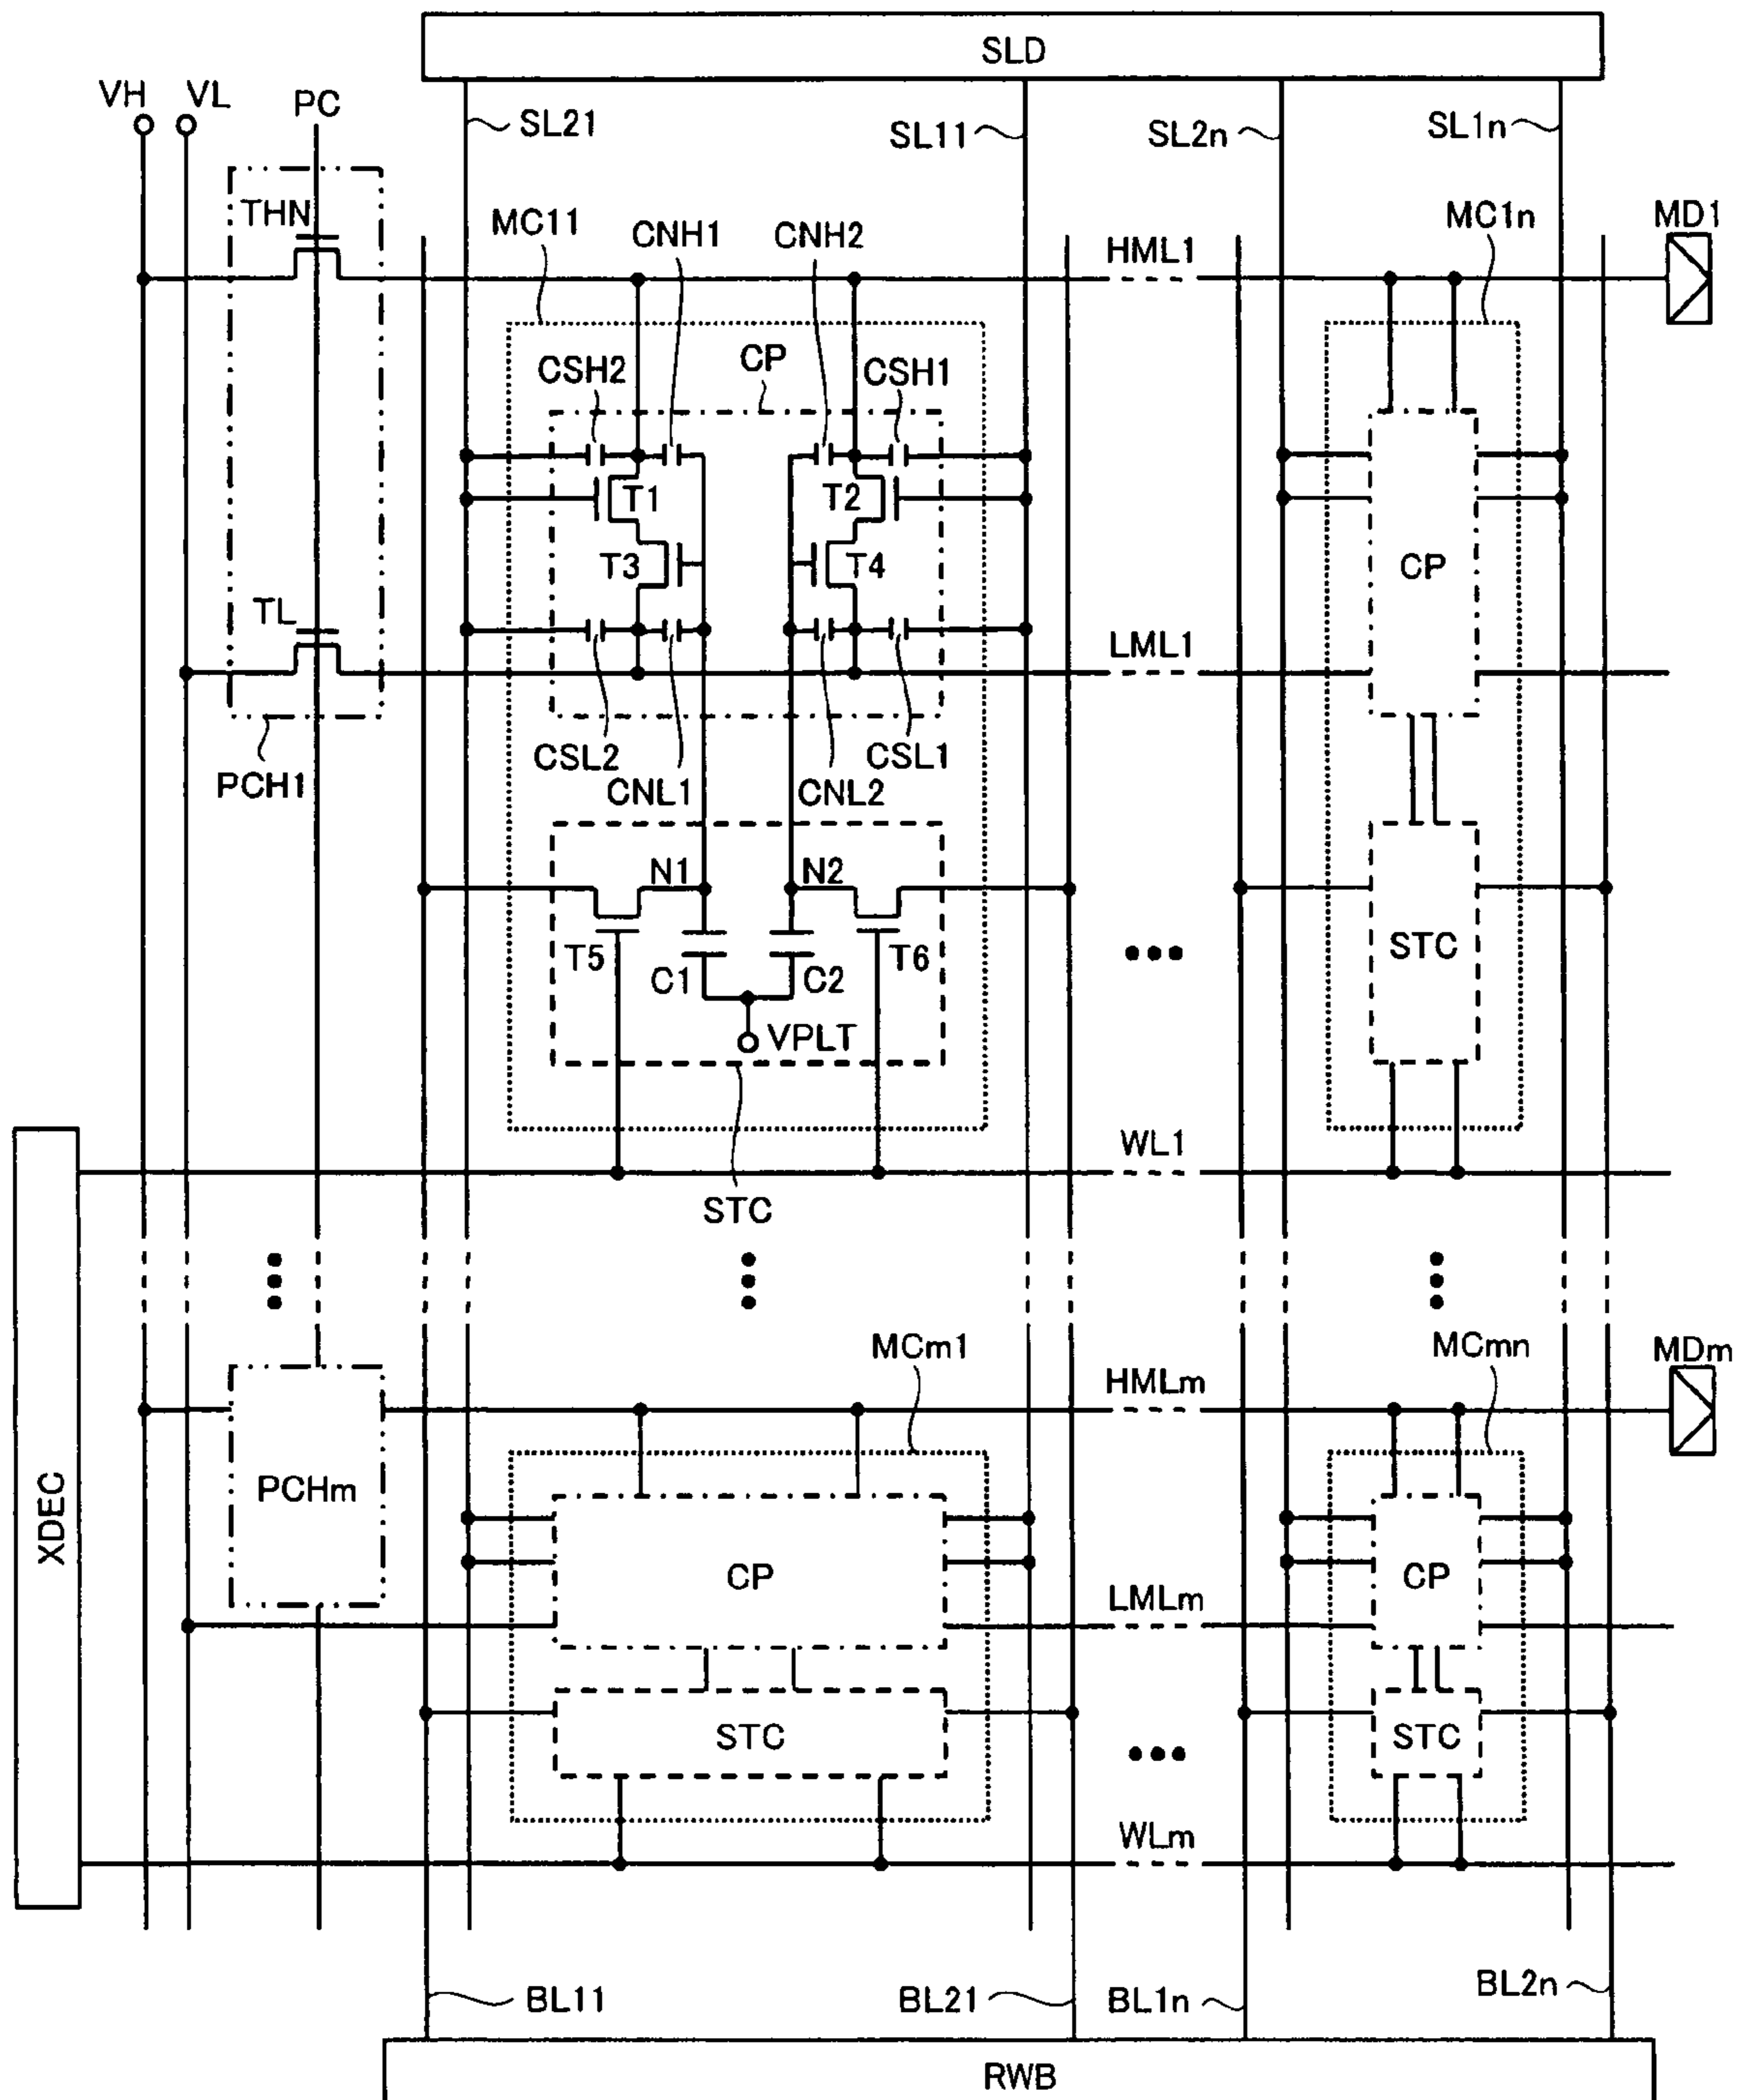 SLD
VH
VL
PC
SL21
SL11
SL2n
SL1n
THN
MC11
CNH1
CNH2
HML1
MC1n
MD1
CSH2
CP
CSH1
T1
T2
T3
T4
CP
TL
LML1
PCH1
CSL2
CNL1
CNL2
CSL1
N1
N2
T5
C1
C2
T6
STC
VPLT
WL1
STC
XDEC
MCm1
HMLm
MCmn
MDm
PCHm
CP
CP
LMLm
STC
STC
WLm
BL11
BL21
BL1n
BL2n
RWB